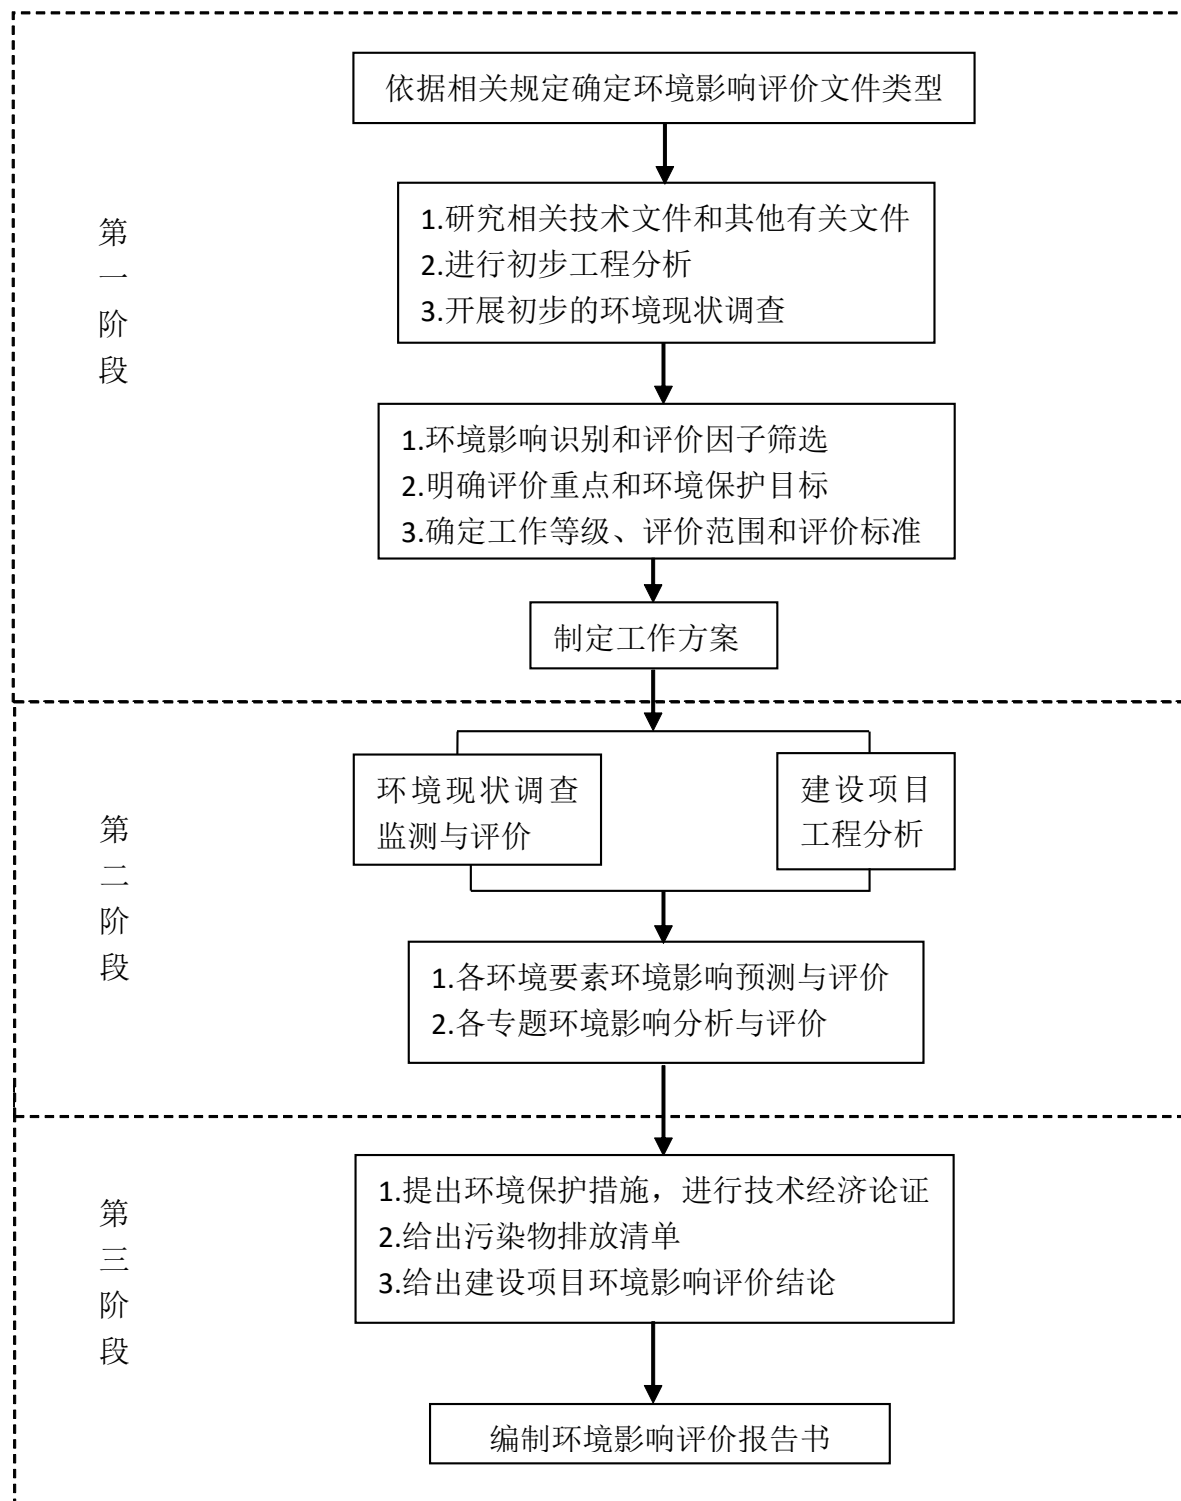 依据相关规定确定环境影响评价文件类型
第一阶段
1.研究相关技术文件和其他有关文件
2.进行初步工程分析
3.开展初步的环境现状调查
1.环境影响识别和评价因子筛选
2.明确评价重点和环境保护目标
3.确定工作等级、评价范围和评价标准
制定工作方案
第二阶段
环境现状调查
监测与评价
建设项目
工程分析
1.各环境要素环境影响预测与评价
2.各专题环境影响分析与评价
第三阶段
1.提出环境保护措施，进行技术经济论证
2.给出污染物排放清单
3.给出建设项目环境影响评价结论
编制环境影响评价报告书